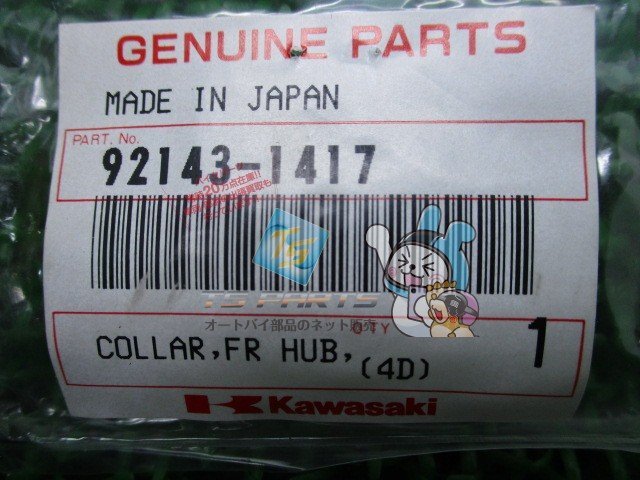 GENUINE PARTS
MADE IN JAPAN
PART. No.
92143-1417
TS PARTS
オートバイ部品のネット販売
Q'TY
COLLAR,FR HUB, (4D)
1
Kawasaki